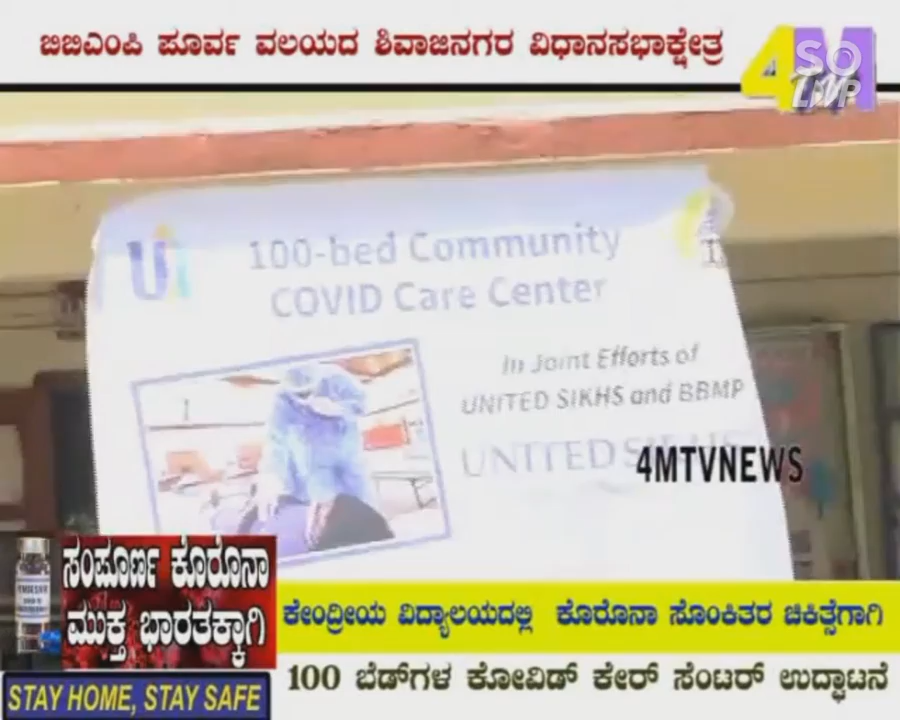 ಬಿಬಿಎಂಪಿ ಪೂರ್ವ ವಲಯದ ಶಿವಾಜಿನಗರ ವಿಧಾನಸಭಾಕ್ಷೇತ್ರ
4M
SO
LIVE
100-bed Community
COVID Care Center
In Joint Efforts of
UNITED SIKHS and BBMP
UNITED
4MTVNEWS
ಸಂಪೂರ್ಣ ಕೊರೊನಾ
ಮುಕ್ತ ಭಾರತಕ್ಕಾಗಿ
ಕೇಂದ್ರೀಯ ವಿದ್ಯಾಲಯದಲ್ಲಿ ಕೊರೊನಾ ಸೊಂಕಿತರ ಚಿಕಿತ್ಸೆಗಾಗಿ
100 ಬೆಡ್‌ಗಳ ಕೋವಿಡ್ ಕೇರ್ ಸೆಂಟರ್ ಉದ್ಘಾಟನೆ
STAY HOME, STAY SAFE